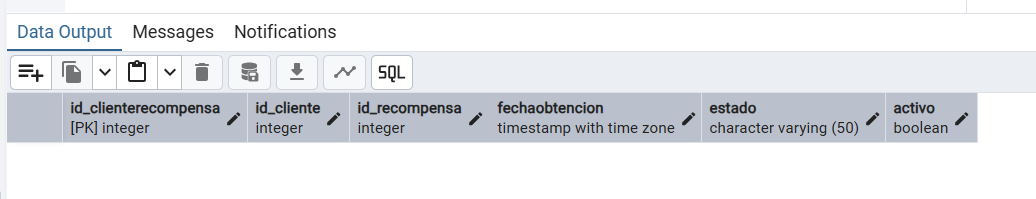 Data Output Messages Notifications
SQL
id_clienterecompensa id_cliente id_recompensa fechaobtencion estado activo
[PK] integer integer integer timestamp with time zone character varying (50) boolean